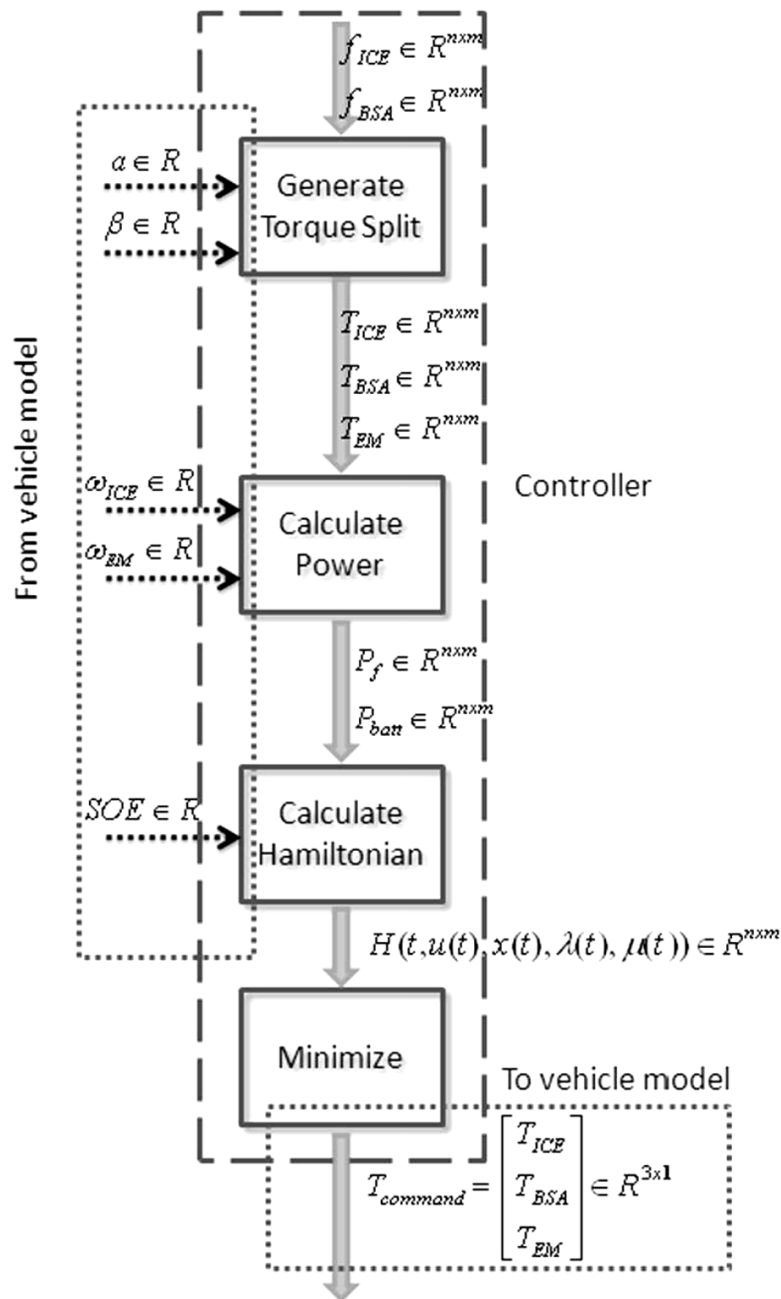 f_ICE ∈ R^nxm
f_BSA ∈ R^nxm
α ∈ R
β ∈ R
Generate
Torque Split
T_ICE ∈ R^nxm
T_BSA ∈ R^nxm
T_EM ∈ R^nxm
From vehicle model
ω_ICE ∈ R
ω_EM ∈ R
Calculate
Power
Controller
P_f ∈ R^nxm
P_batt ∈ R^nxm
SOE ∈ R
Calculate
Hamiltonian
H(t,u(t),x(t),λ(t),μ(t)) ∈ R^nxm
Minimize
To vehicle model
T_command = [T_ICE T_BSA T_EM] ∈ R^3x1